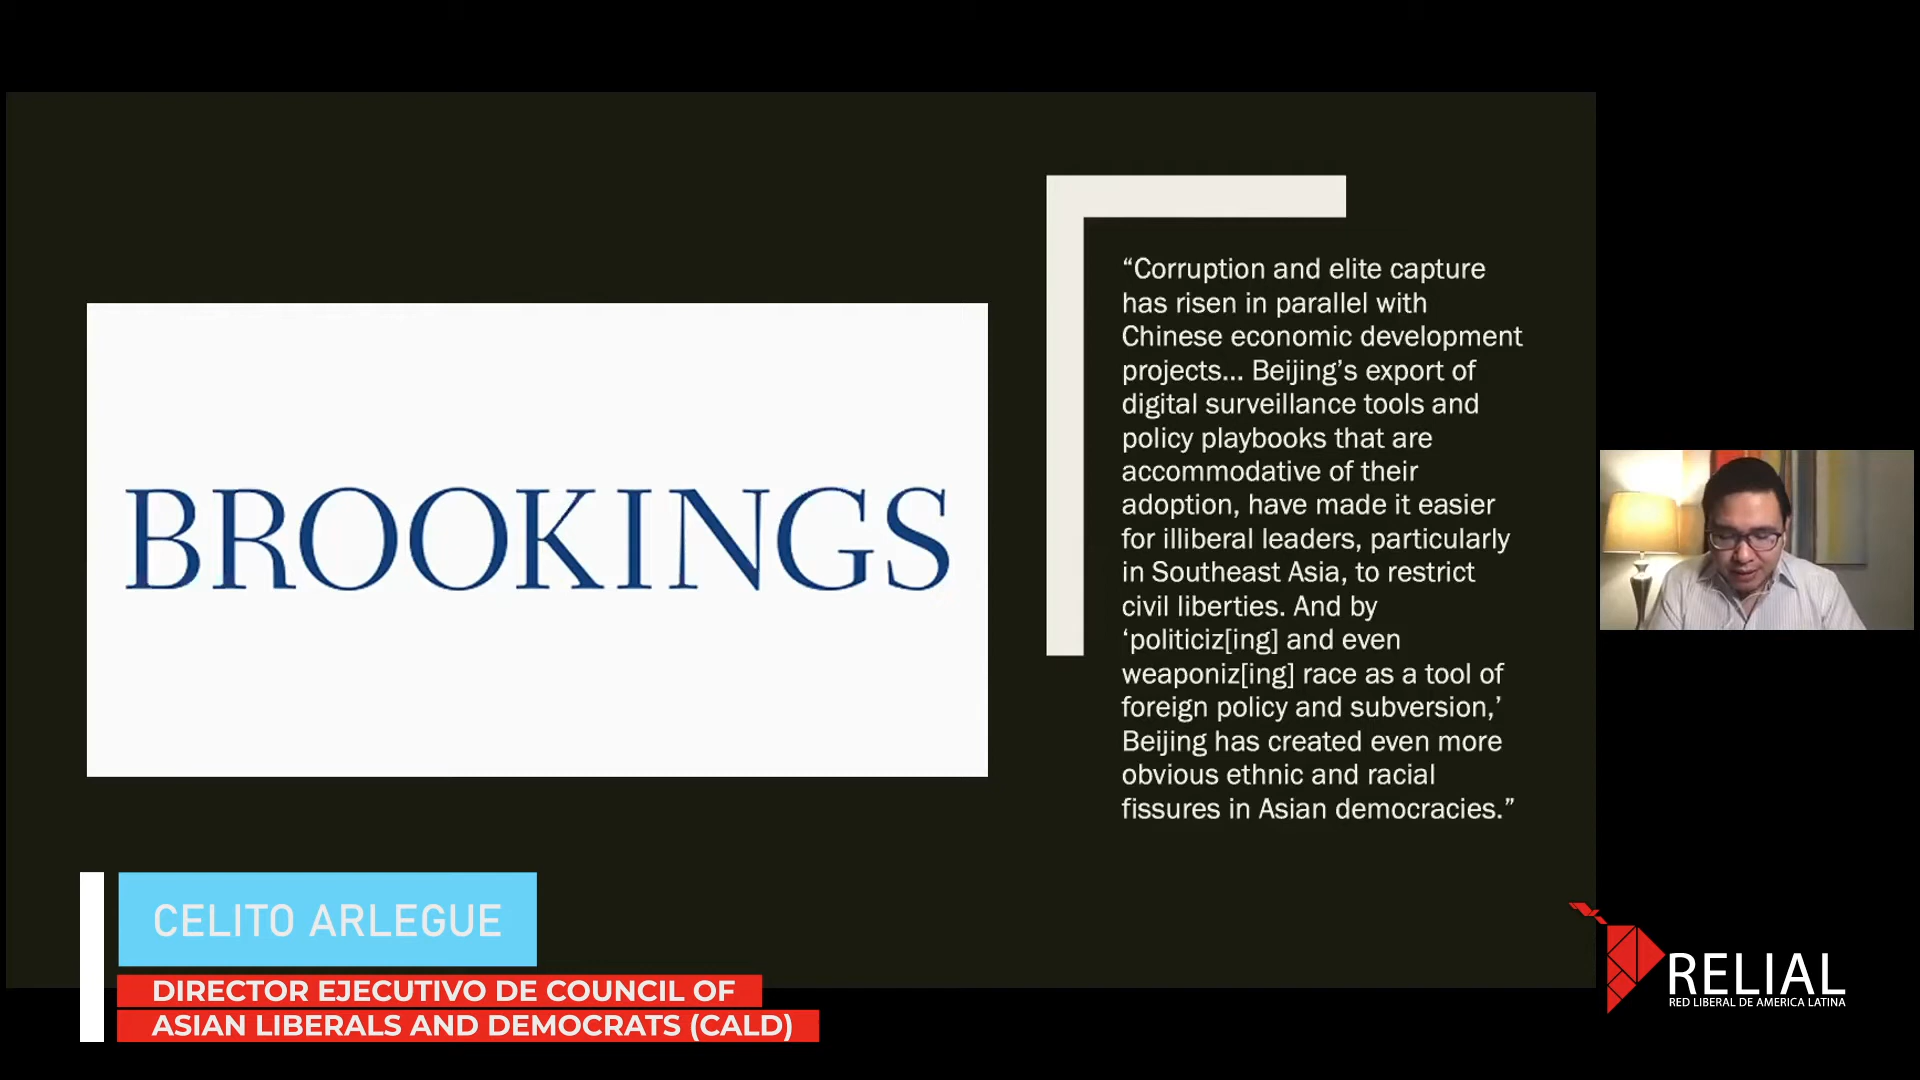 BROOKINGS
“Corruption and elite capture
has risen in parallel with
Chinese economic development
projects... Beijing’s export of
digital surveillance tools and
policy playbooks that are
accommodative of their
adoption, have made it easier
for illiberal leaders, particularly
in Southeast Asia, to restrict
civil liberties. And by
‘politiciz[ing] and even
weaponiz[ing] race as a tool of
foreign policy and subversion,’
Beijing has created even more
obvious ethnic and racial
fissures in Asian democracies.”
CELITO ARLEGUE
DIRECTOR EJECUTIVO DE COUNCIL OF
ASIAN LIBERALS AND DEMOCRATS (CALD)
RELIAL
RED LIBERAL DE AMERICA LATINA